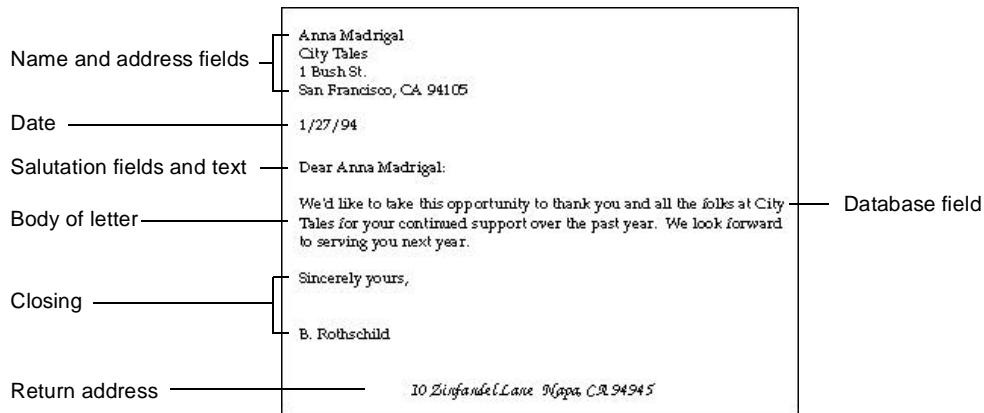 Name and address fields
Anna Madrigal
City Tales
1 Bush St.
San Francisco, CA 94105
Date
1/27/94
Salutation fields and text
Dear Anna Madrigal:
Body of letter
We'd like to take this opportunity to thank you and all the folks at City
Tales for your continued support over the past year. We look forward
to serving you next year.
Database field
Closing
Sincerely yours,
B. Rothschild
Return address
10 Zinfandel Lane Napa, CA 94945